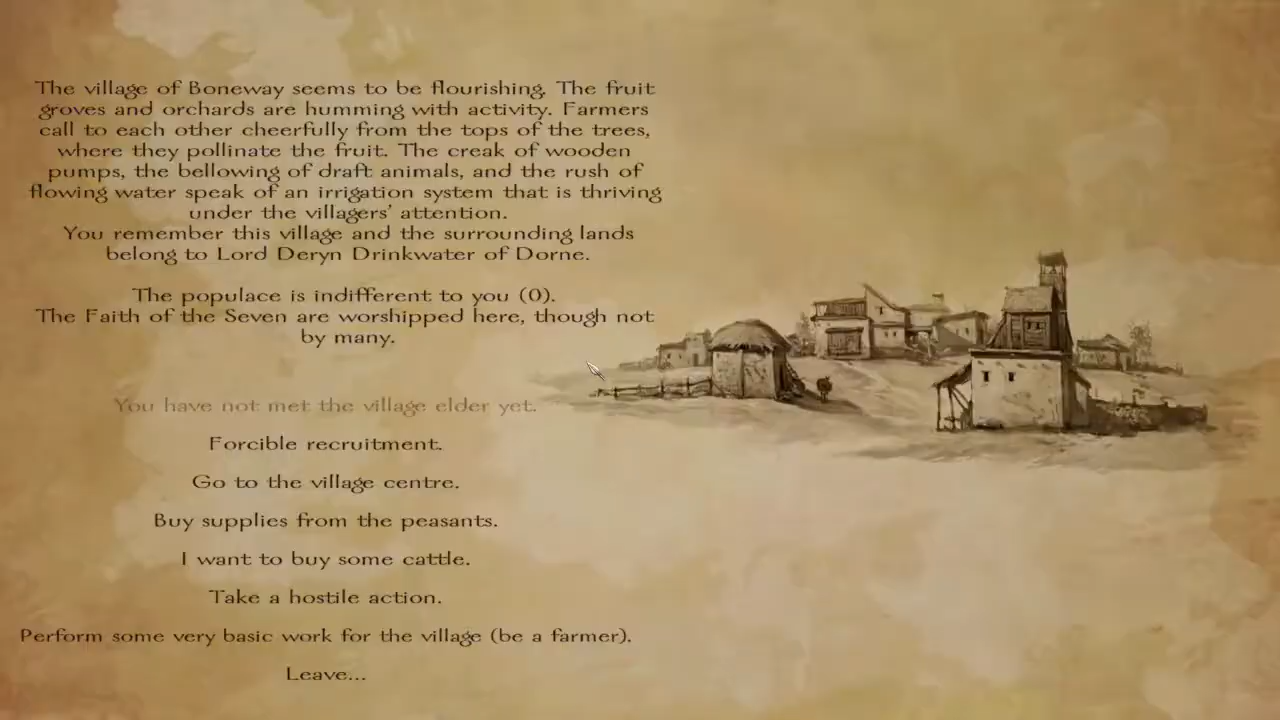 The village of Boneway seems to be flourishing. The fruit
groves and orchards are humming with activity. Farmers
call to each other cheerfully from the tops of the trees,
where they pollinate the fruit. The creak of wooden
pumps, the bellowing of draft animals, and the rush of
flowing water speak of an irrigation system that is thriving
under the villagers' attention.
You remember this village and the surrounding lands
belong to Lord Deryn Drinkwater of Dorne.
The populace is indifferent to you (0).
The Faith of the Seven are worshipped here, though not
by many.
You have not met the village elder yet.
Forcible recruitment.
Go to the village centre.
Buy supplies from the peasants.
I want to buy some cattle.
Take a hostile action.
Perform some very basic work for the village (be a farmer).
Leave...